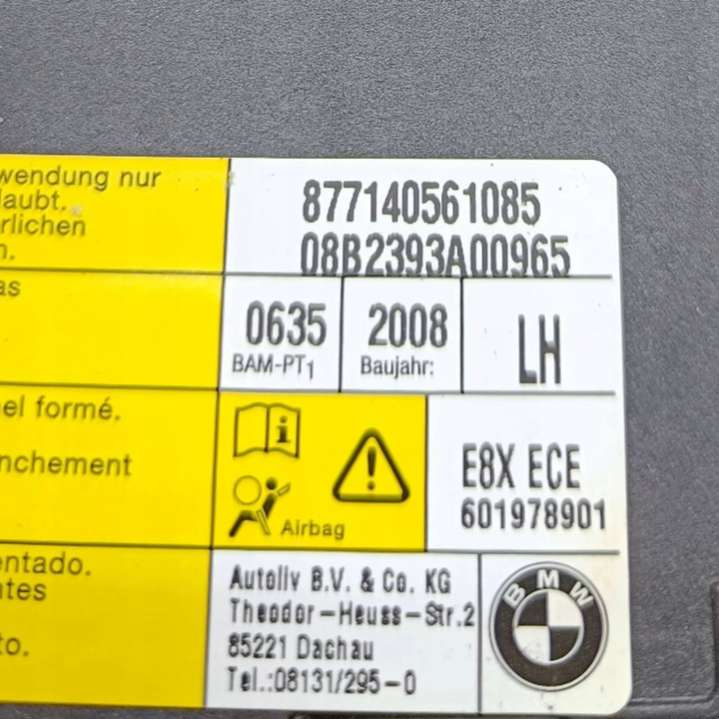 wendung nur
laubt.
rlichen
n.
as
el formé.
nchement
entado.
ntes
to.
877140561085
08B2393A00965
0635
BAM-PT1
2008
Baujahr:
LH
i
Airbag
E8X ECE
601978901
Autoliv B.V. & Co. KG
Theodor-Heuss-Str.2
85221 Dachau
Tel.:08131/295-0
BMW